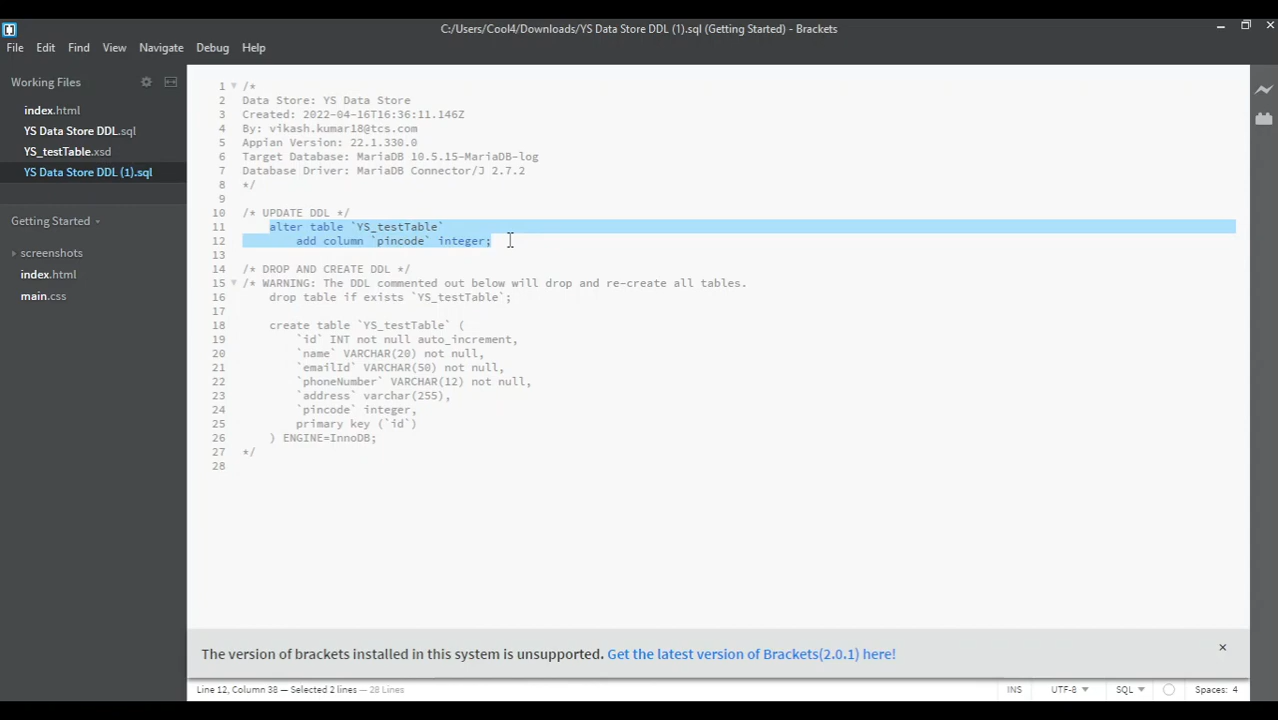 C:/Users/Cool4/Downloads/YS Data Store DDL (1).sql (Getting Started) - Brackets
File Edit Find View Navigate Debug Help
Working Files
index.html
YS Data Store DDL.sql
YS_testTable.xsd
YS Data Store DDL (1).sql
Getting Started
screenshots
index.html
main.css
1 /*
2 Data Store: YS Data Store
3 Created: 2022-04-16T16:36:11.146Z
4 By: vikash.kumar18@tcs.com
5 Appian Version: 22.1.330.0
6 Target Database: MariaDB 10.5.15-MariaDB-log
7 Database Driver: MariaDB Connector/J 2.7.2
8 */
9
10 /* UPDATE DDL */
11 alter table `YS_testTable`
12 add column `pincode` integer;
13
14 /* DROP AND CREATE DDL */
15 /* WARNING: The DDL commented out below will drop and re-create all tables.
16 drop table if exists `YS_testTable`;
17
18 create table `YS_testTable` (
19 `id` INT not null auto_increment,
20 `name` VARCHAR(20) not null,
21 `emailId` VARCHAR(50) not null,
22 `phoneNumber` VARCHAR(12) not null,
23 `address` varchar(255),
24 `pincode` integer,
25 primary key (`id`)
26 ) ENGINE=InnoDB;
27 */
28
The version of brackets installed in this system is unsupported. Get the latest version of Brackets(2.0.1) here!
Line 12, Column 38 — Selected 2 lines — 28 Lines INS UTF-8 SQL Spaces: 4